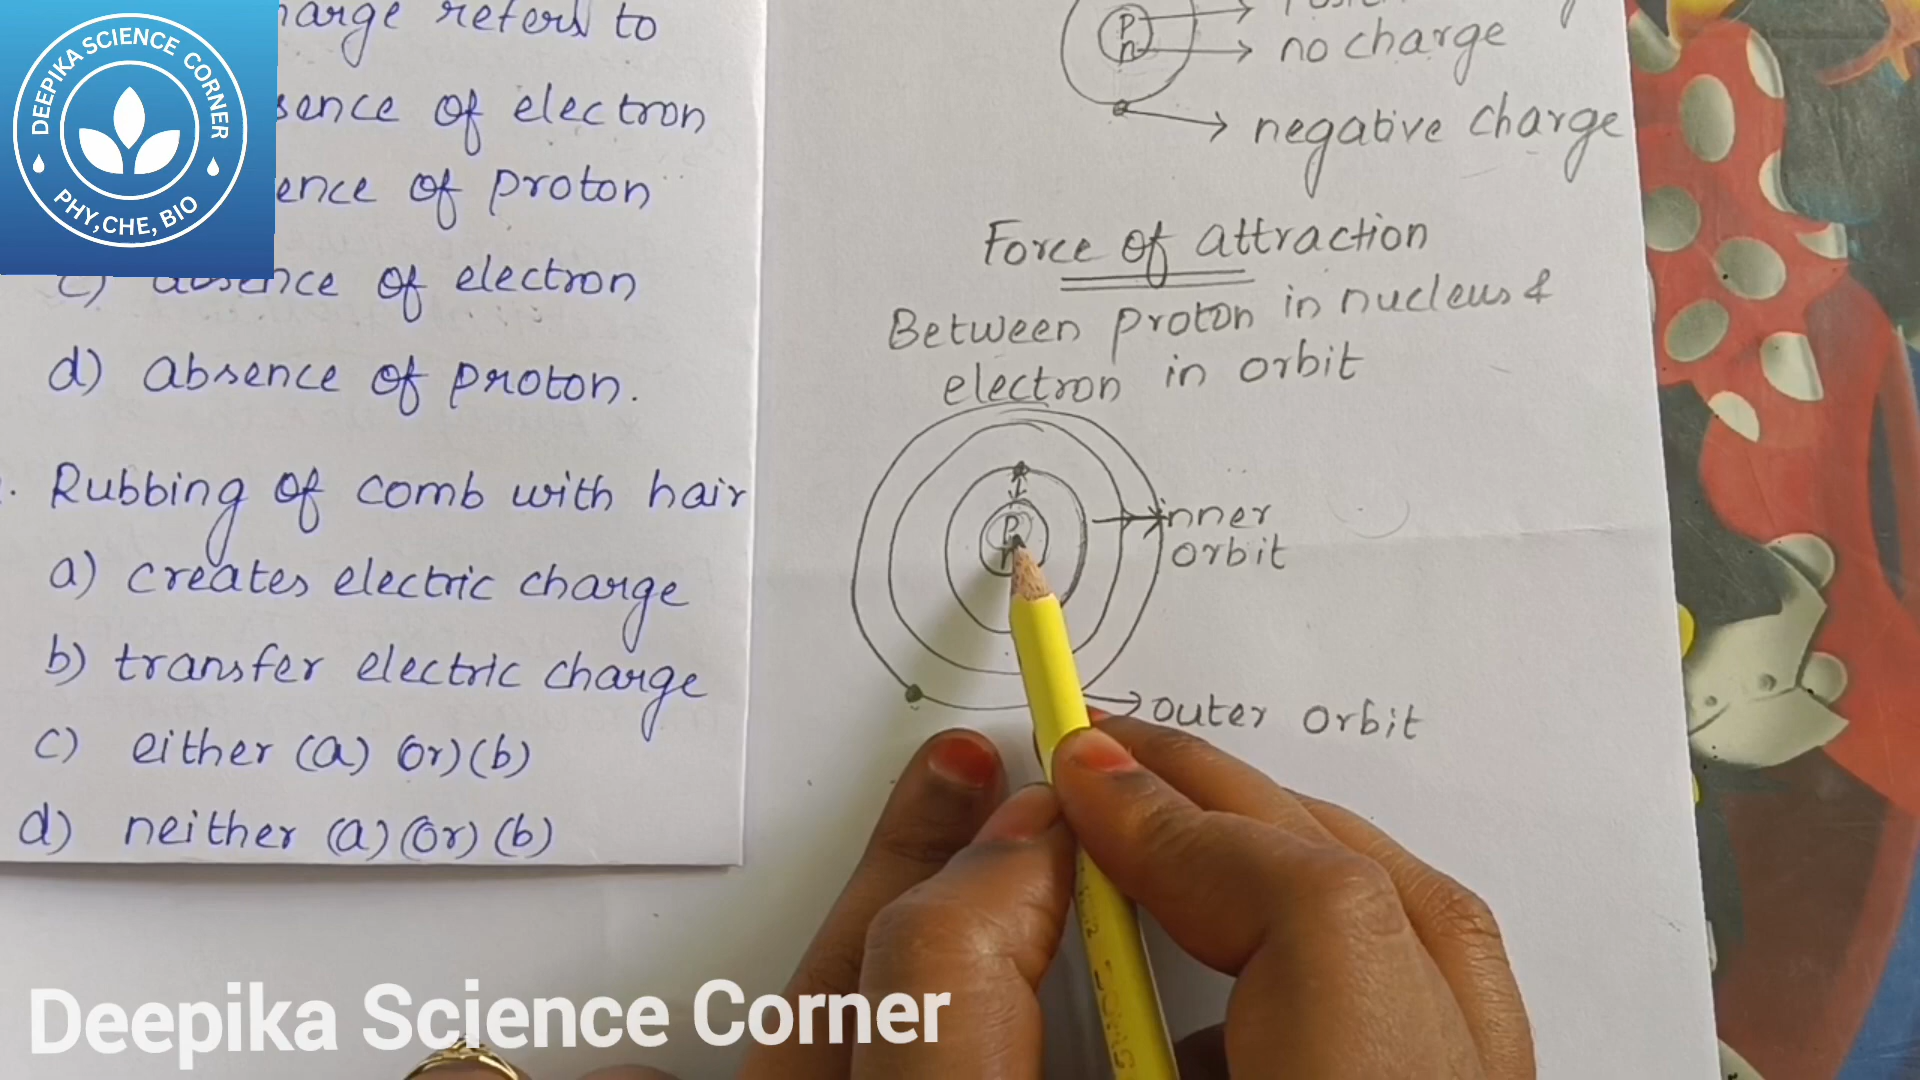 DEEPIKA SCIENCE CORNER
PHY,CHE, BIO
harge refers to
sence of electron
ence of proton
c) absence of electron
d) absence of proton.
. Rubbing of comb with hair
a) creates electric charge
b) transfer electric charge
c) either (a) (or) (b)
d) neither (a) (or) (b)
P
n
no charge
negative charge
Force of attraction
Between proton in nucleus &
electron in orbit
P
n
inner
orbit
outer orbit
Deepika Science Corner